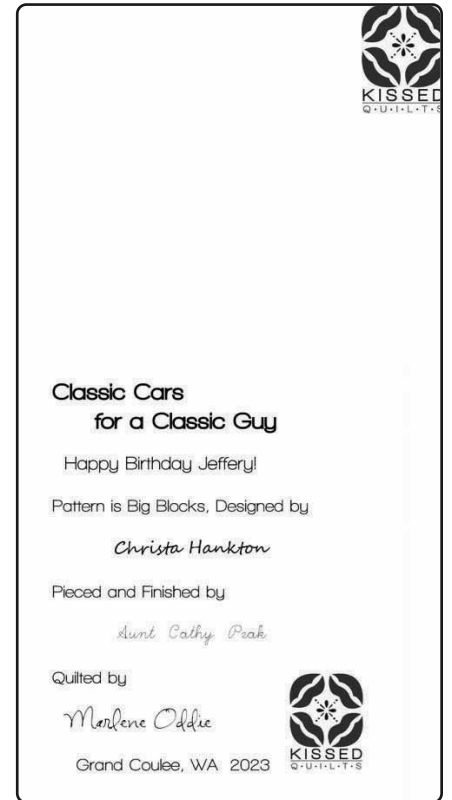 KISSED
Q•U•I•L•T•S
Classic Cars
for a Classic Guy
Happy Birthday Jeffery!
Pattern is Big Blocks, Designed by
Christa Hankton
Pieced and Finished by
Aunt Cathy Peak
Quilted by
Marlene Oddie
KISSED
Q•U•I•L•T•S
Grand Coulee, WA 2023